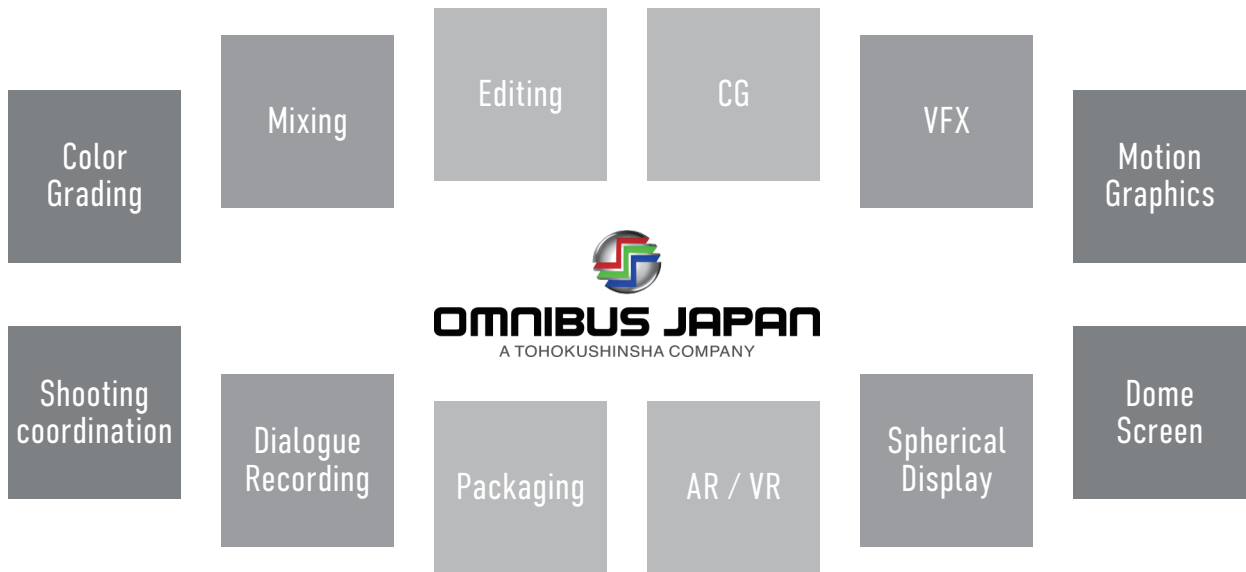 Color
Grading
Mixing
Editing
CG
VFX
Motion
Graphics
OMNIBUS JAPAN
A TOHOKUSHINSHA COMPANY
Shooting
coordination
Dialogue
Recording
Packaging
AR / VR
Spherical
Display
Dome
Screen